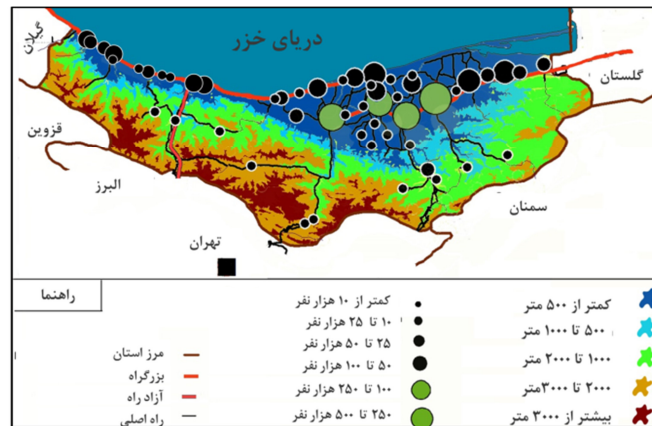 دریای خزر
گیلان
گلستان
قزوین
البرز
سمنان
تهران
راهنما
کمتر از ۵۰۰ متر
۵۰۰ تا ۱۰۰۰ متر
۱۰۰۰ تا ۲۰۰۰ متر
۲۰۰۰ تا ۳۰۰۰متر
بیشتر از ۳۰۰۰ متر
کمتر از ۱۰ هزار نفر
۱۰ تا ۲۵ هزار نفر
۲۵ تا ۵۰ هزار نفر
۵۰ تا ۱۰۰ هزار نفر
۱۰۰ تا ۲۵۰ هزار نفر
۲۵۰ تا ۵۰۰ هزار نفر
مرز استان
بزرگراه
آزاد راه
راه اصلی